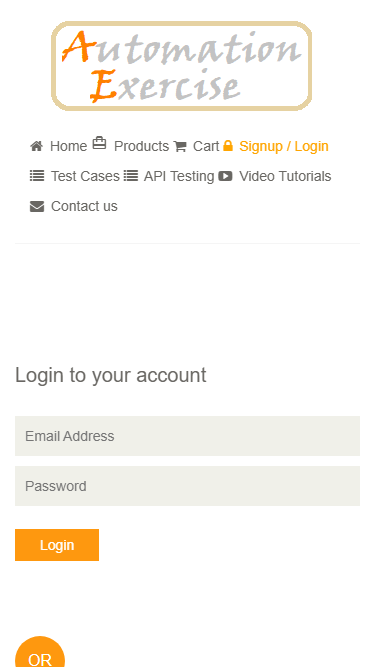 Automation
Exercise
Home Products Cart Signup / Login
Test Cases API Testing Video Tutorials
Contact us
Login to your account
Email Address
Password
Login
OR